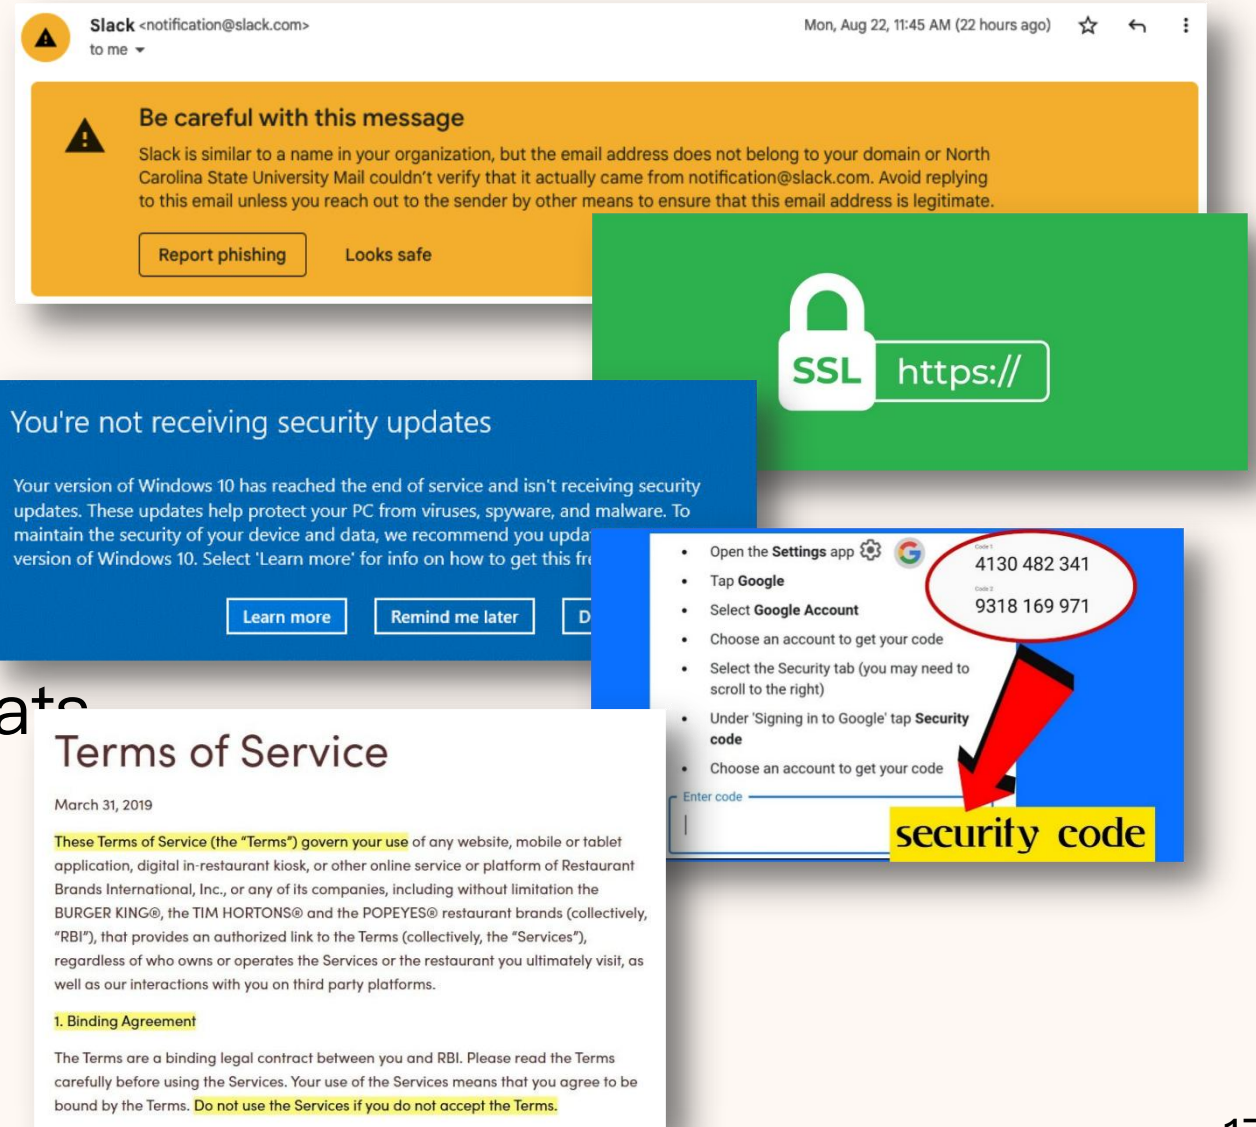 Slack <notification@slack.com>
Mon, Aug 22, 11:45 AM (22 hours ago)
to me
Be careful with this message
Slack is similar to a name in your organization, but the email address does not belong to your domain or North
Carolina State University Mail couldn't verify that it actually came from notification@slack.com. Avoid replying
to this email unless you reach out to the sender by other means to ensure that this email address is legitimate.
Report phishing
Looks safe
SSL https://
You're not receiving security updates
Your version of Windows 10 has reached the end of service and isn't receiving security
updates. These updates help protect your PC from viruses, spyware, and malware. To
maintain the security of your device and data, we recommend you upda
version of Windows 10. Select 'Learn more' for info on how to get this fr
Learn more
Remind me later
D
• Open the Settings app
• Tap Google
• Select Google Account
• Choose an account to get your code
• Select the Security tab (you may need to
scroll to the right)
• Under 'Signing in to Google' tap Security
code
• Choose an account to get your code
Code 1
4130 482 341
Code 2
9318 169 971
Enter code
security code
ats
Terms of Service
March 31, 2019
These Terms of Service (the “Terms”) govern your use of any website, mobile or tablet
application, digital in-restaurant kiosk, or other online service or platform of Restaurant
Brands International, Inc., or any of its companies, including without limitation the
BURGER KING®, the TIM HORTONS® and the POPEYES® restaurant brands (collectively,
“RBI”), that provides an authorized link to the Terms (collectively, the “Services”),
regardless of who owns or operates the Services or the restaurant you ultimately visit, as
well as our interactions with you on third party platforms.
1. Binding Agreement
The Terms are a binding legal contract between you and RBI. Please read the Terms
carefully before using the Services. Your use of the Services means that you agree to be
bound by the Terms. Do not use the Services if you do not accept the Terms.